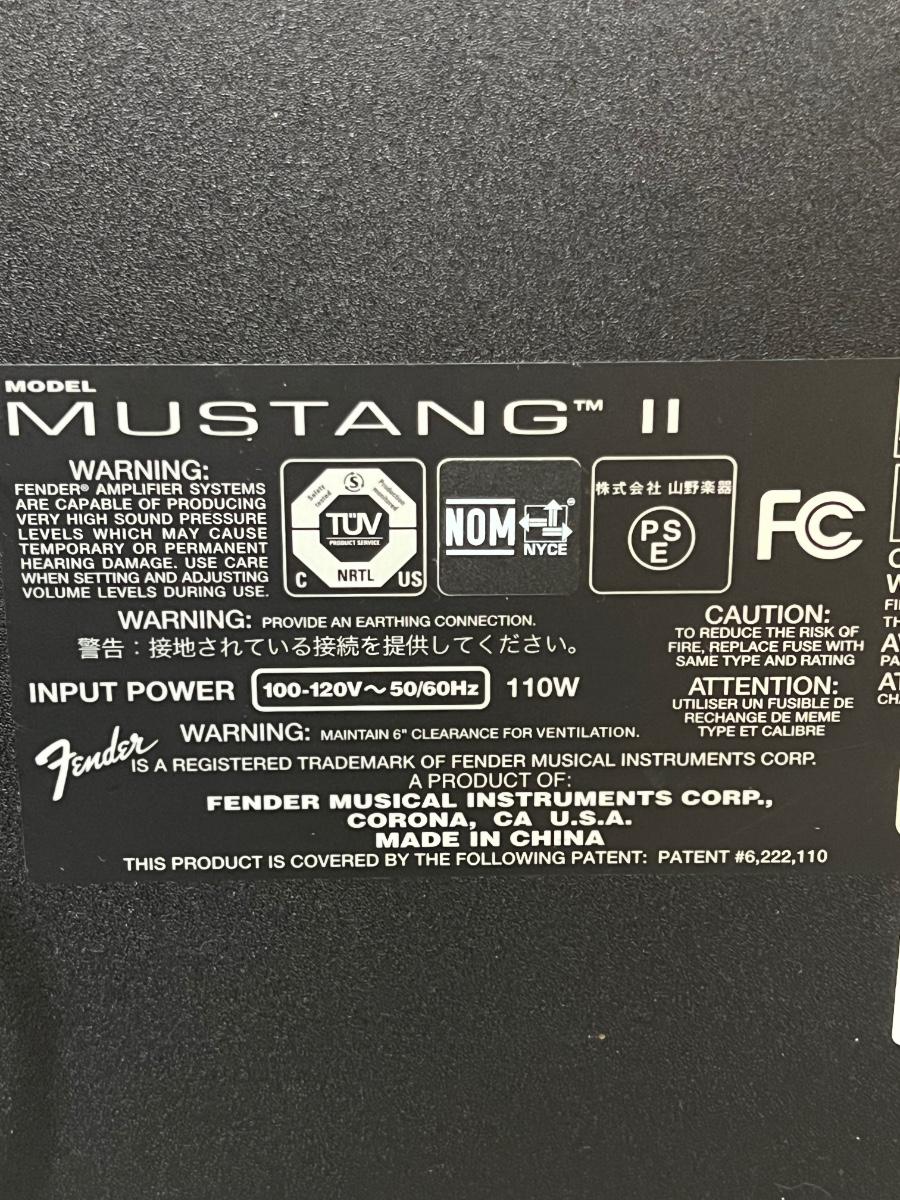 MODEL
MUSTANG™ II
WARNING:
FENDER® AMPLIFIER SYSTEMS
ARE CAPABLE OF PRODUCING
VERY HIGH SOUND PRESSURE
LEVELS WHICH MAY CAUSE
TEMPORARY OR PERMANENT
HEARING DAMAGE. USE CARE
WHEN SETTING AND ADJUSTING
VOLUME LEVELS DURING USE.
Safety tested
S
Production monitored
TÜV
PRODUCT SERVICE
C NRTL US
NOM
NYCE
株式会社 山野楽器
PS
E
FC
WARNING: PROVIDE AN EARTHING CONNECTION.
警告：接地されている接続を提供してください。
INPUT POWER 100-120V～50/60Hz 110W
CAUTION:
TO REDUCE THE RISK OF
FIRE, REPLACE FUSE WITH
SAME TYPE AND RATING
ATTENTION:
UTILISER UN FUSIBLE DE
RECHANGE DE MEME
TYPE ET CALIBRE
WARNING: MAINTAIN 6" CLEARANCE FOR VENTILATION.
Fender IS A REGISTERED TRADEMARK OF FENDER MUSICAL INSTRUMENTS CORP.
A PRODUCT OF:
FENDER MUSICAL INSTRUMENTS CORP.,
CORONA, CA U.S.A.
MADE IN CHINA
THIS PRODUCT IS COVERED BY THE FOLLOWING PATENT: PATENT #6,222,110